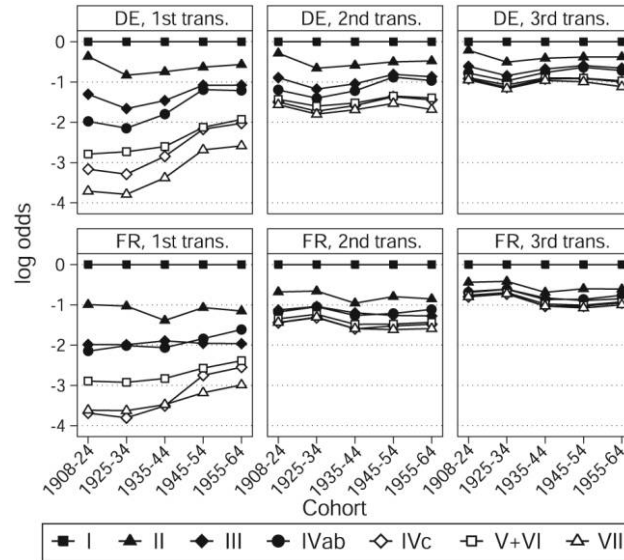 DE, 1st trans. DE, 2nd trans. DE, 3rd trans.
0
-1
-2
-3
-4
log odds
FR, 1st trans. FR, 2nd trans. FR, 3rd trans.
0
-1
-2
-3
-4
1908-24 1925-34 1935-44 1945-54 1955-64 1908-24 1925-34 1935-44 1945-54 1955-64 1908-24 1925-34 1935-44 1945-54 1955-64
Cohort
I II III IVab IVc V+VI VII